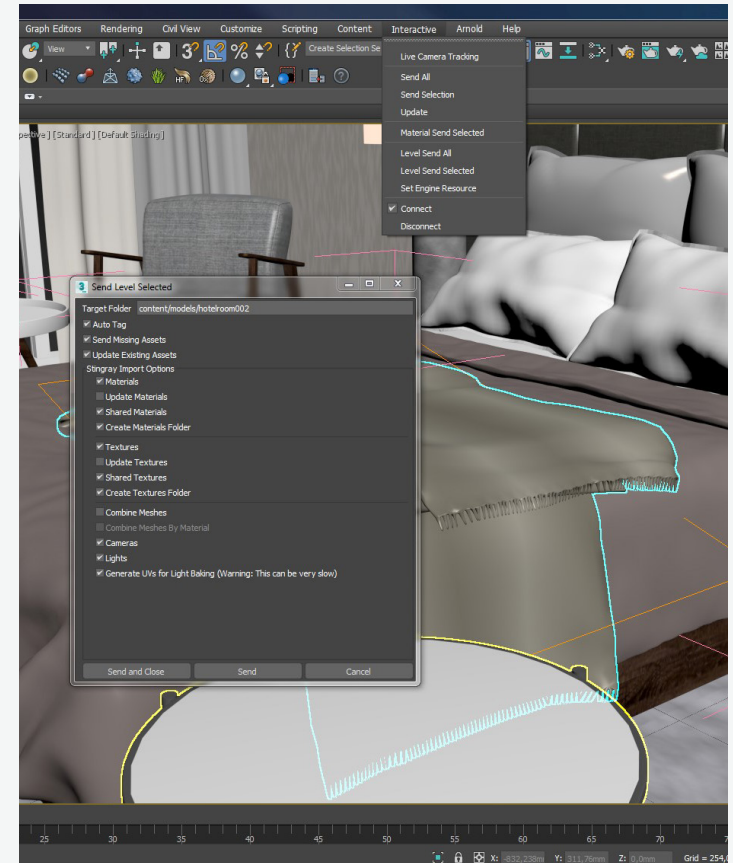 Graph Editors Rendering Civil View Customize Scripting Content Interactive Arnold Help
View Create Selection Se
Live Camera Tracking
Send All
Send Selection
Update
Material Send Selected
Level Send All
Level Send Selected
Set Engine Resource
Connect
Disconnect
pective ] [Standard ] [Default Shading ]
Send Level Selected
Target Folder content/models/hotelroom002
Auto Tag
Send Missing Assets
Update Existing Assets
Stingray Import Options
Materials
Update Materials
Shared Materials
Create Materials Folder
Textures
Update Textures
Shared Textures
Create Textures Folder
Combine Meshes
Combine Meshes By Material
Cameras
Lights
Generate UVs for Light Baking (Warning: This can be very slow)
Send and Close Send Cancel
25 30 35 40 45 50 55 60 65 70
X: -832,238m Y: 311,76mm Z: 0,0mm Grid = 254,0